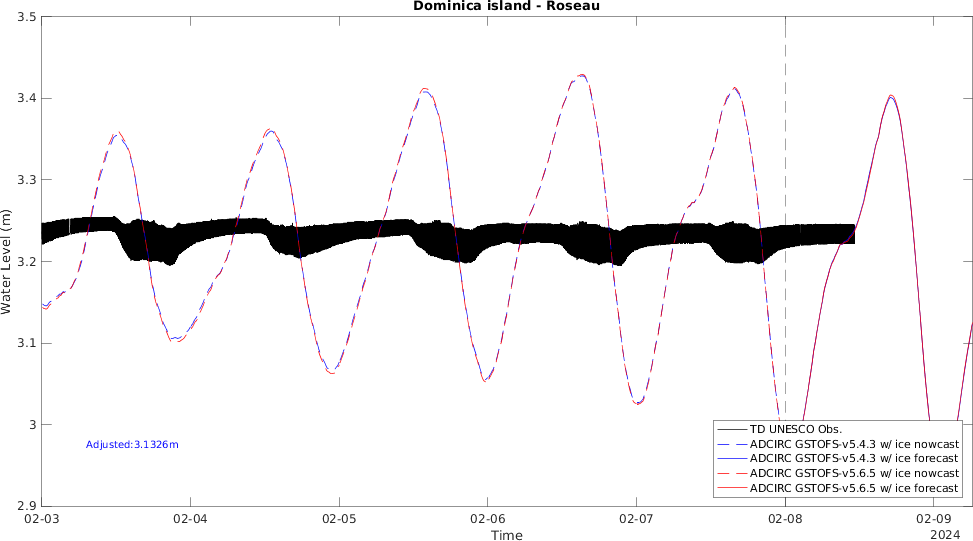 Dominica island - Roseau
3.5
3.4
3.3
3.2
3.1
3
2.9
Water Level (m)
Adjusted:3.1326m
TD UNESCO Obs.
ADCIRC GSTOFS-v5.4.3 w/ ice nowcast
ADCIRC GSTOFS-v5.4.3 w/ ice forecast
ADCIRC GSTOFS-v5.6.5 w/ ice nowcast
ADCIRC GSTOFS-v5.6.5 w/ ice forecast
02-03 02-04 02-05 02-06 02-07 02-08 02-09
Time 2024